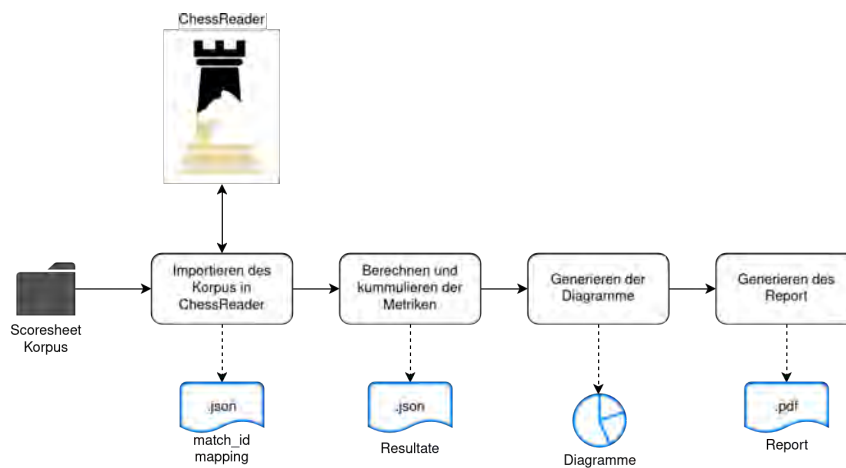 ChessReader
Importieren des
Korpus in
ChessReader
Berechnen und
kummulieren der
Metriken
Generieren der
Diagramme
Generieren des
Report
Scoresheet
Korpus
.json
match_id
mapping
.json
Resultate
Diagramme
.pdf
Report